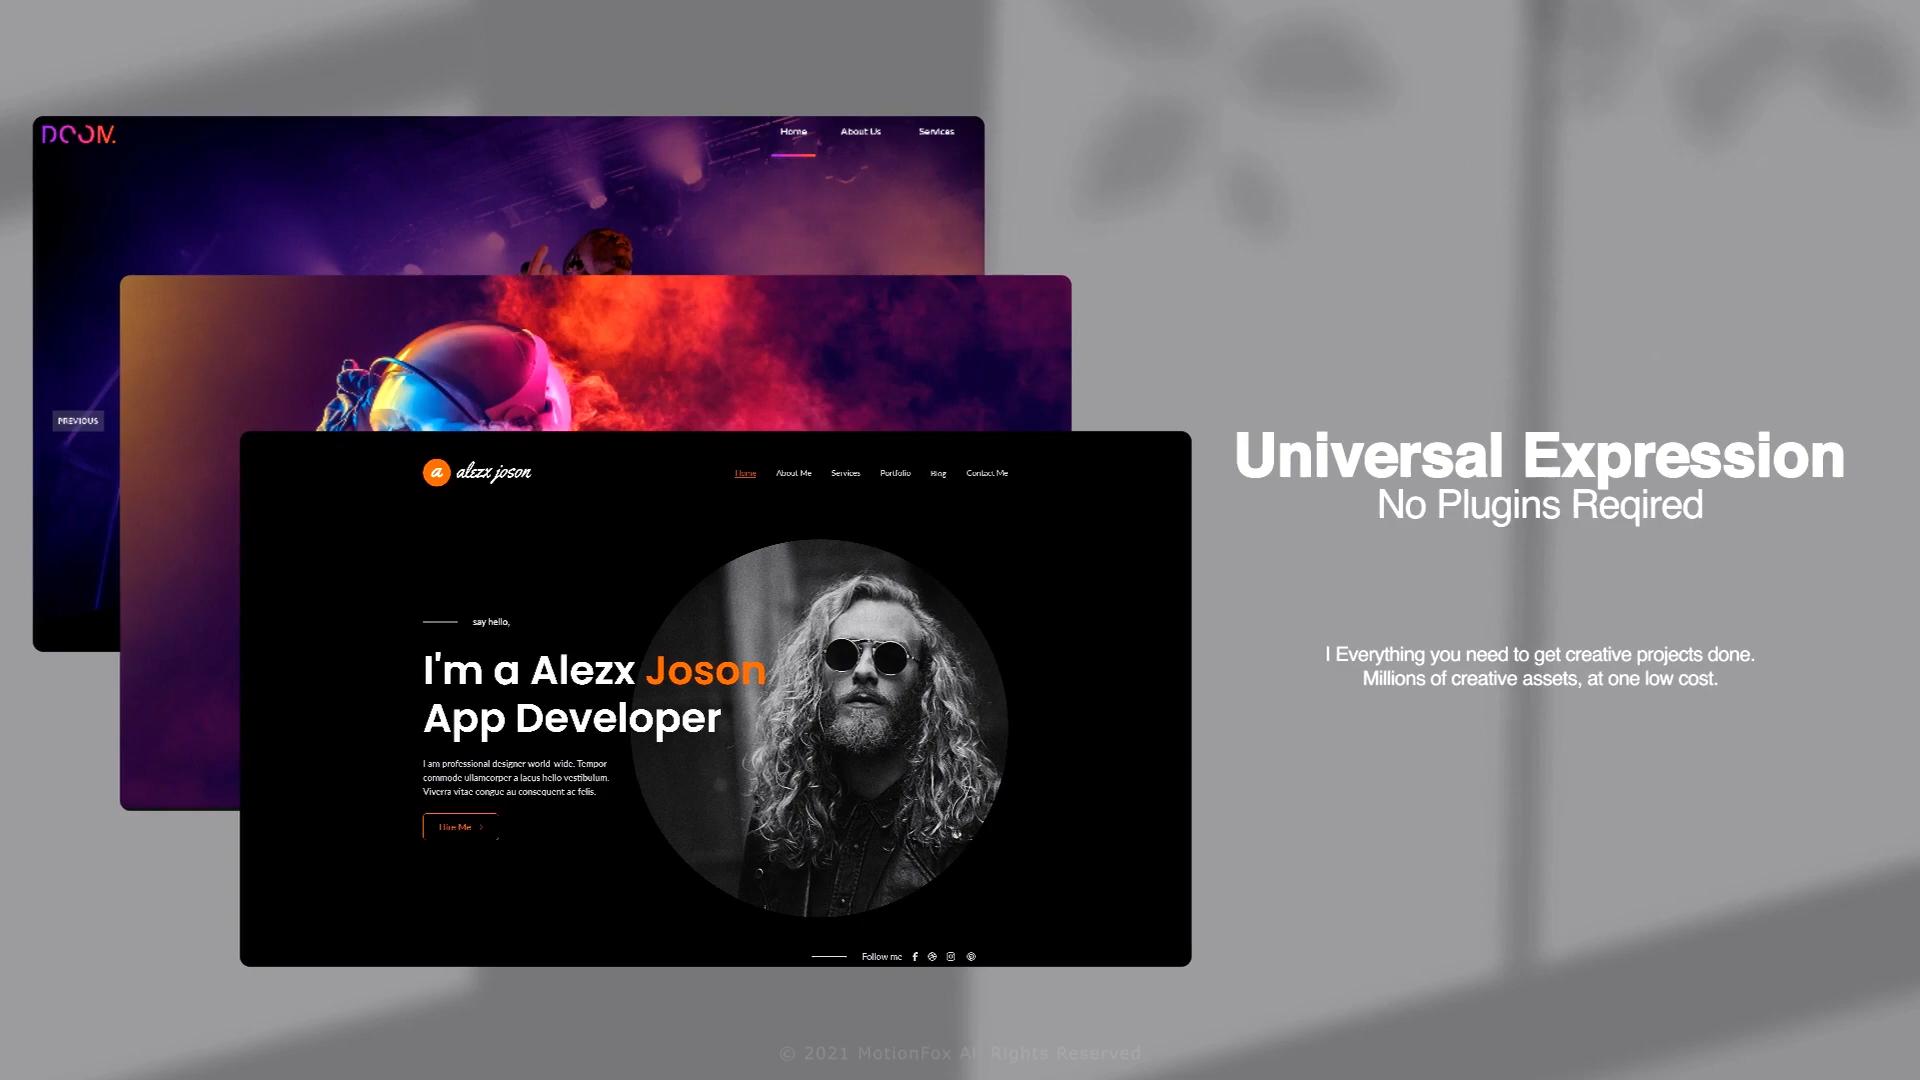 DOOM.
Home About Us Services
PREVIOUS
a alezx joson
Home About Me Services Portfolio Blog Contact Me
say hello,
I'm a Alezx Joson
App Developer
I am professional designer world-wide. Tempor
commodo ullamcorper a lacus hello vestibulum.
Viverra vitae congue au consequent ac felis.
Hire Me >
Follow me
Universal Expression
No Plugins Reqired
I Everything you need to get creative projects done.
Millions of creative assets, at one low cost.
© 2021 MotionFox All Rights Reserved